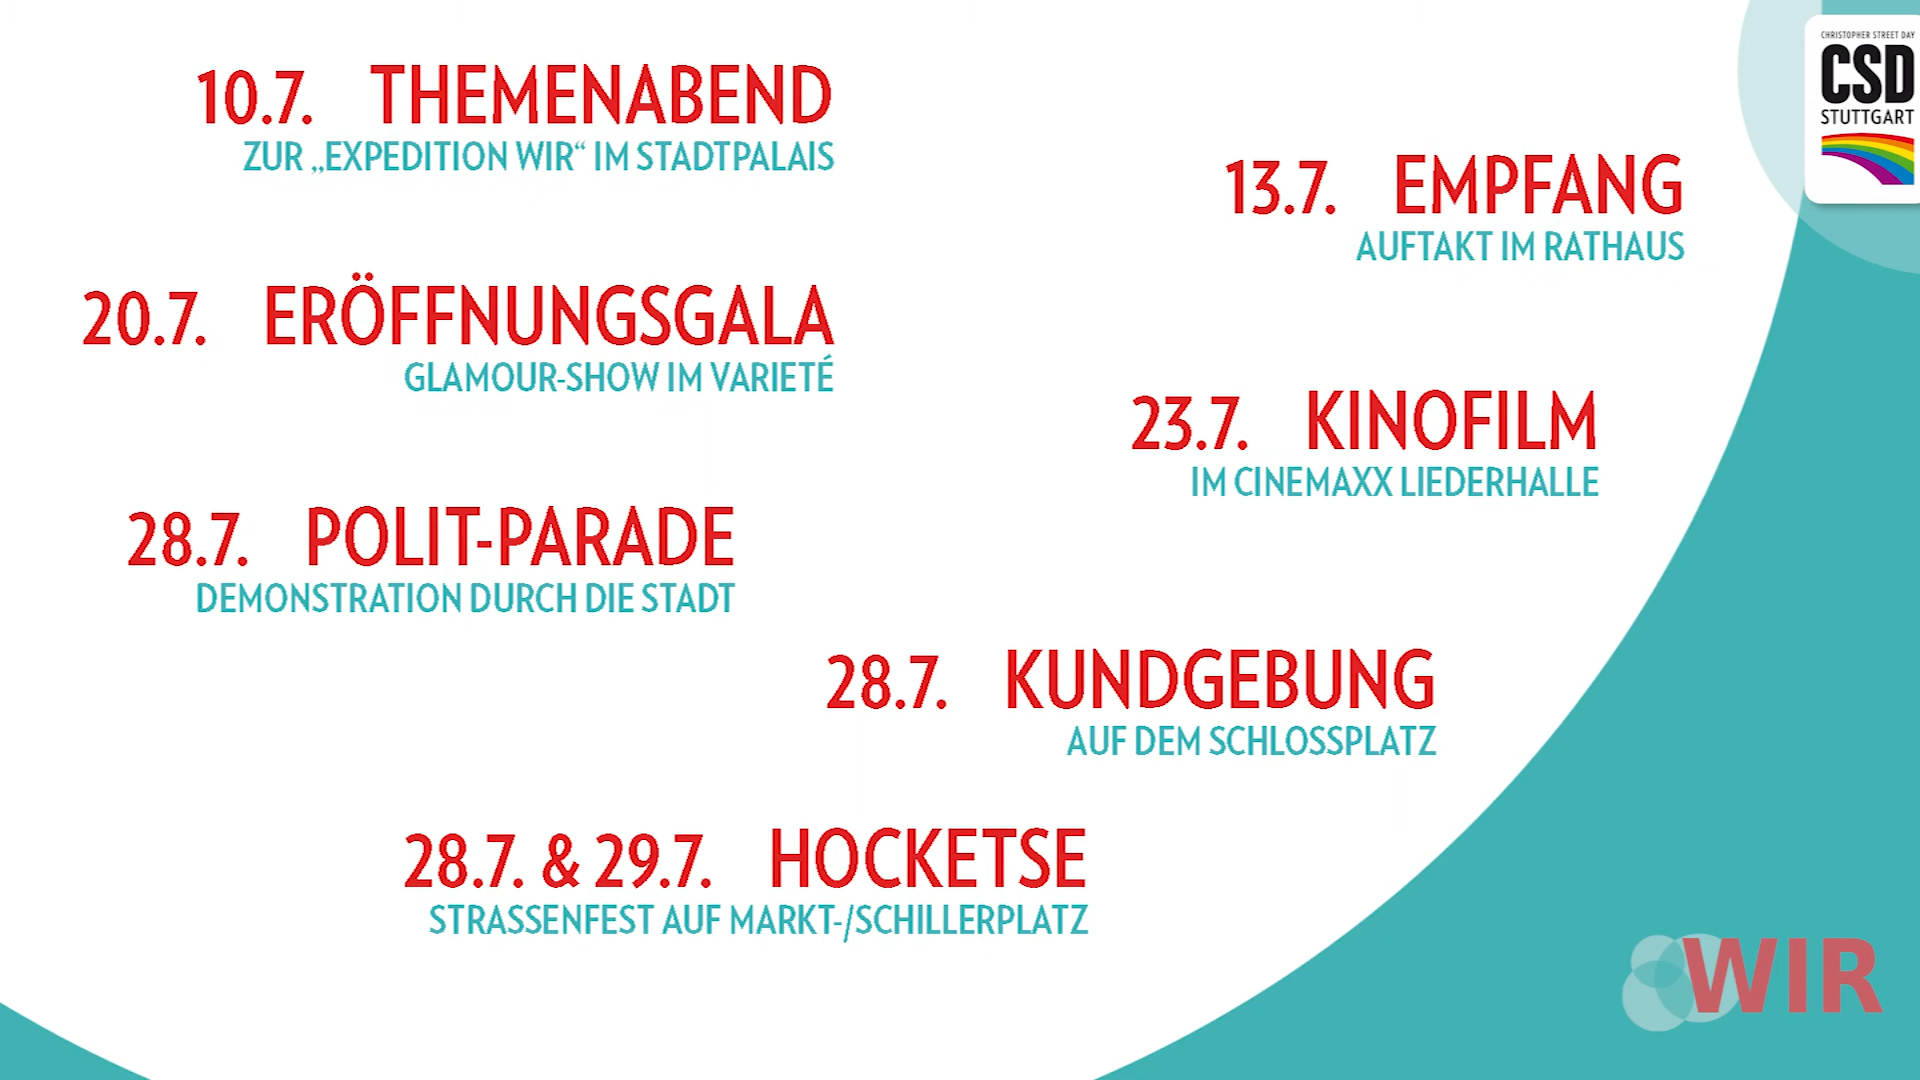 10.7. THEMENABEND
ZUR „EXPEDITION WIR“ IM STADTPALAIS
CHRISTOPHER STREET DAY
CSD
STUTTGART
13.7. EMPFANG
AUFTAKT IM RATHAUS
20.7. ERÖFFNUNGSGALA
GLAMOUR-SHOW IM VARIETÉ
23.7. KINOFILM
IM CINEMAXX LIEDERHALLE
28.7. POLIT-PARADE
DEMONSTRATION DURCH DIE STADT
28.7. KUNDGEBUNG
AUF DEM SCHLOSSPLATZ
28.7. & 29.7. HOCKETSE
STRASSENFEST AUF MARKT-/SCHILLERPLATZ
WIR